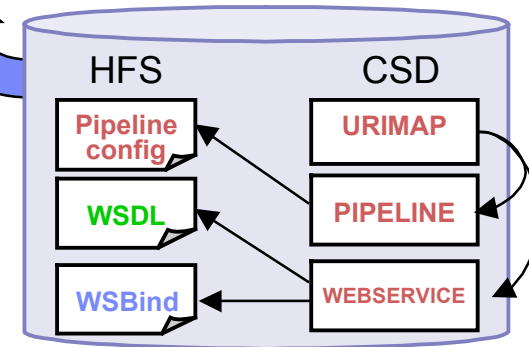 HFS
CSD
Pipeline
config
URIMAP
WSDL
PIPELINE
WSBind
WEBSERVICE